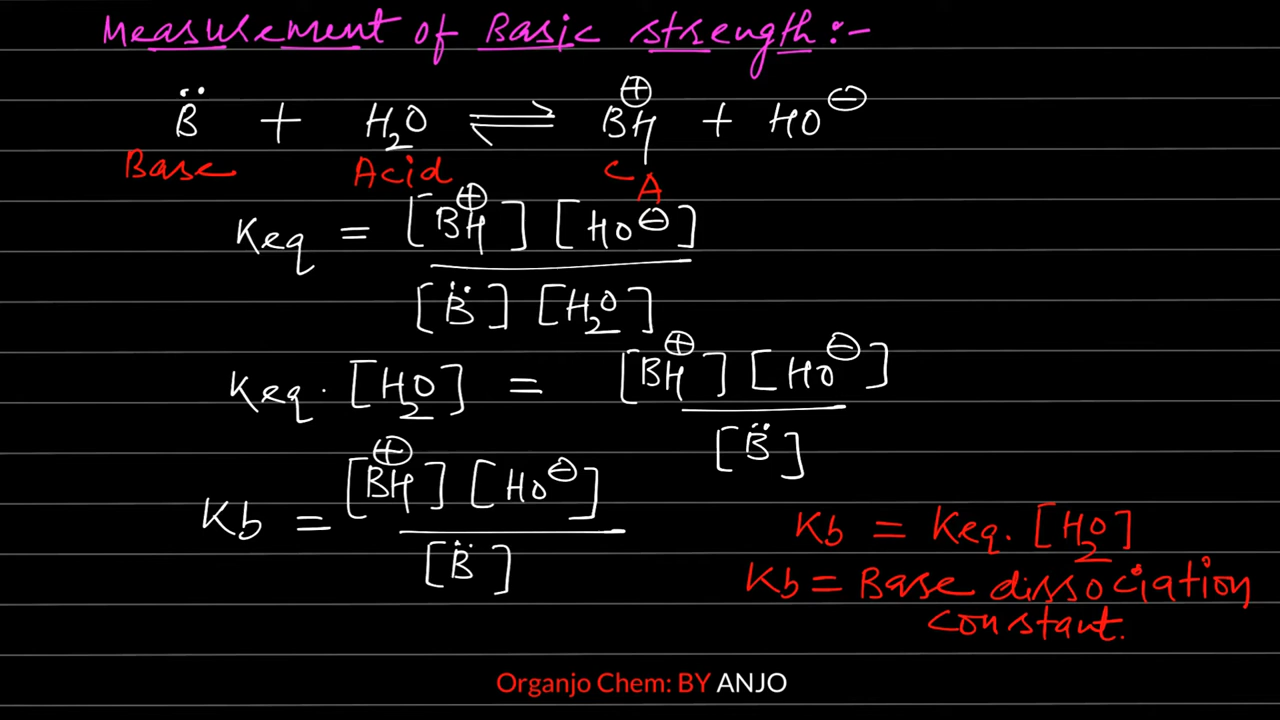 Measurement of Basic strength:-
B̈ + H₂O ⇌ BH⊕ + HO⊖
Base Acid CA
Keq = [BH⊕] [HO⊖] / [B̈] [H₂O]
Keq. [H₂O] = [BH⊕] [HO⊖] / [B̈]
Kb = [BH⊕] [HO⊖] / [B̈]
Kb = Keq. [H₂O]
Kb = Base dissociation
constant.
Organjo Chem: BY ANJO